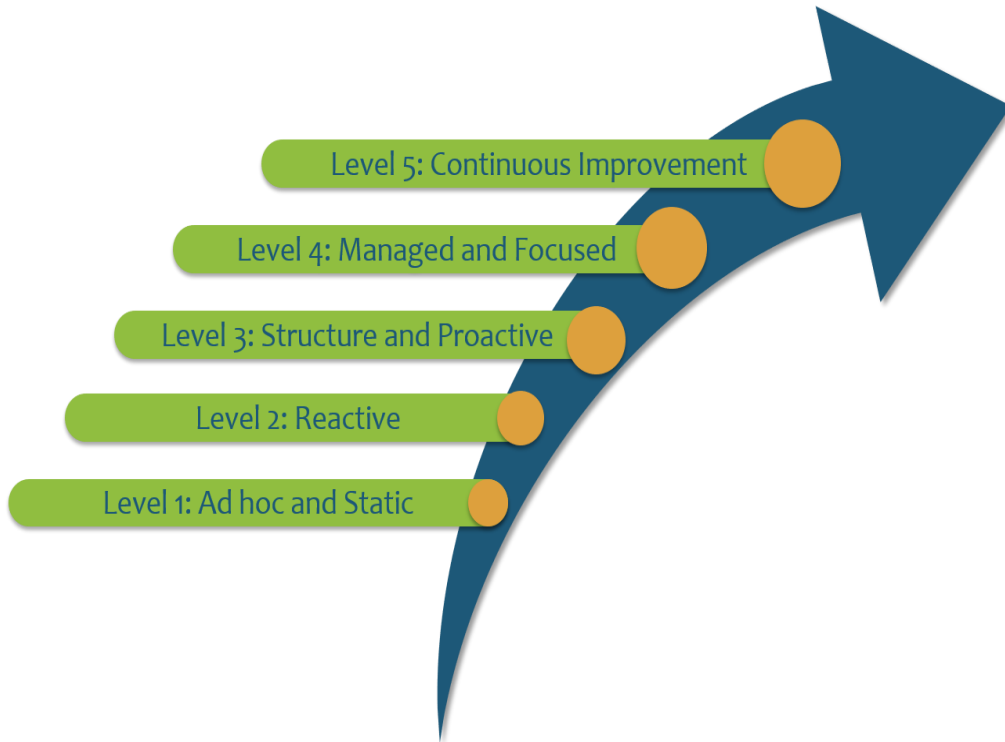 Level 5: Continuous Improvement
Level 4: Managed and Focused
Level 3: Structure and Proactive
Level 2: Reactive
Level 1: Ad hoc and Static